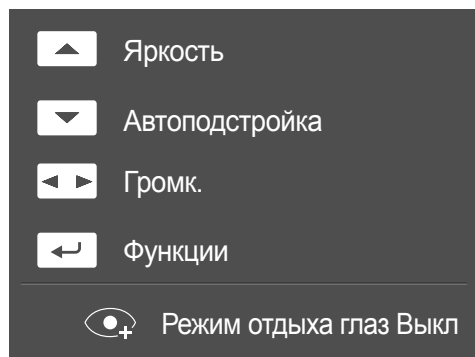 Яркость
Автоподстройка
Громк.
Функции
Режим отдыха глаз Выкл